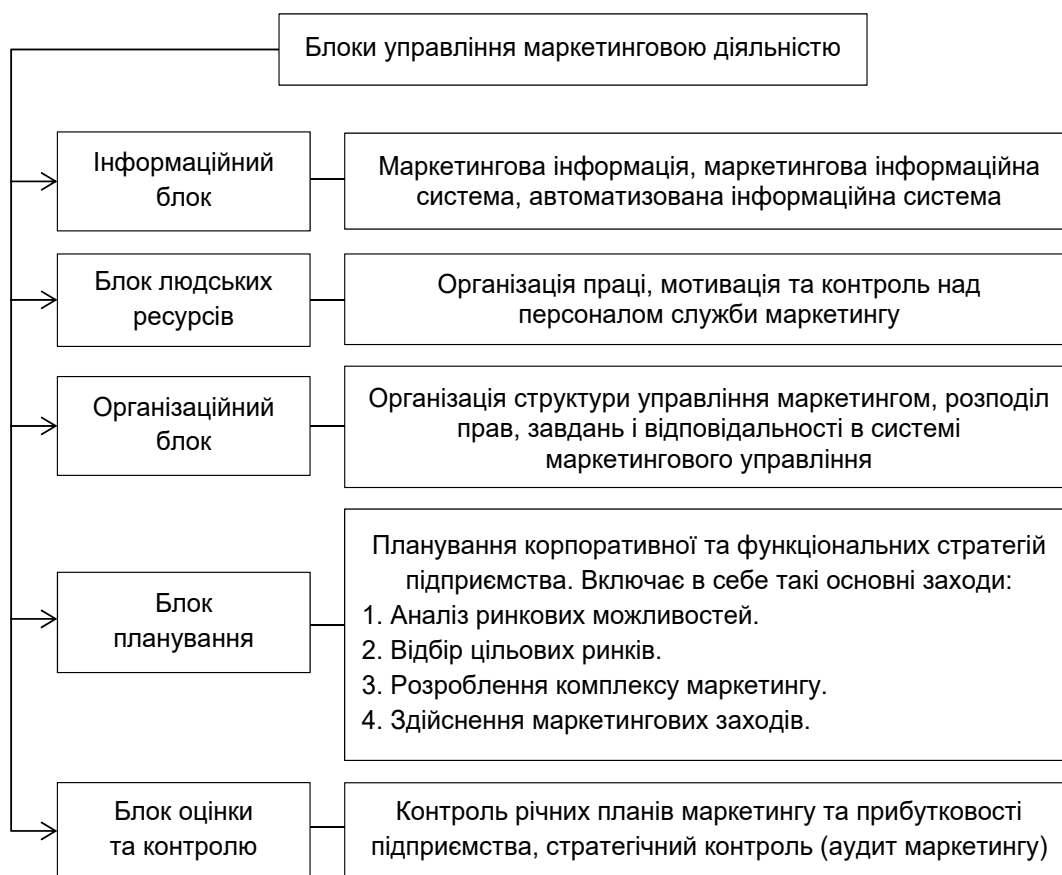 Блоки управління маркетинговою діяльністю
Інформаційний
блок
Маркетингова інформація, маркетингова інформаційна
система, автоматизована інформаційна система
Блок людських
ресурсів
Організація праці, мотивація та контроль над
персоналом служби маркетингу
Організаційний
блок
Організація структури управління маркетингом, розподіл
прав, завдань і відповідальності в системі
маркетингового управління
Блок
планування
Планування корпоративної та функціональних стратегій
підприємства. Включає в себе такі основні заходи:
1. Аналіз ринкових можливостей.
2. Відбір цільових ринків.
3. Розроблення комплексу маркетингу.
4. Здійснення маркетингових заходів.
Блок оцінки
та контролю
Контроль річних планів маркетингу та прибутковості
підприємства, стратегічний контроль (аудит маркетингу)